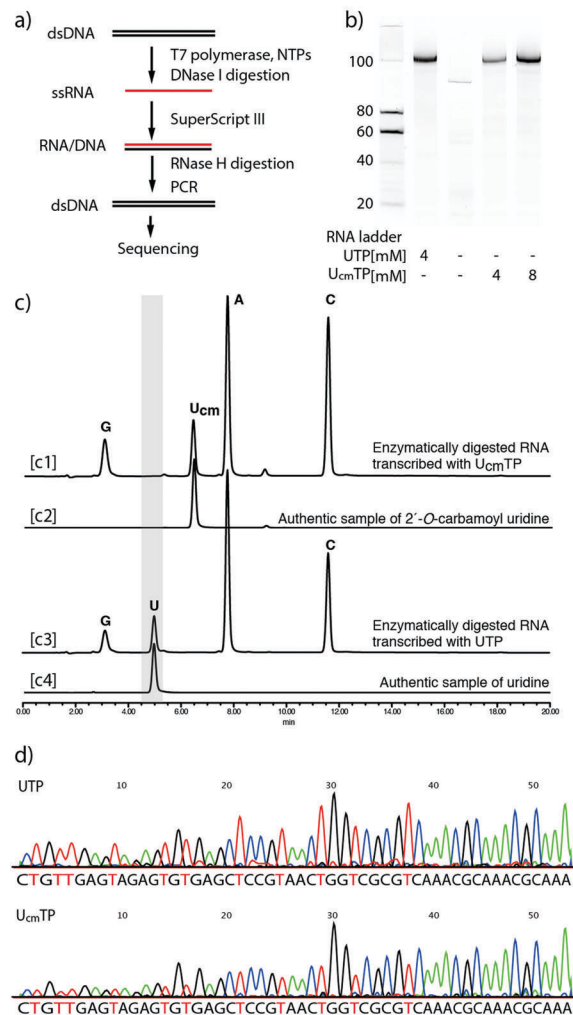 a)
dsDNA
T7 polymerase, NTPs
DNase I digestion
ssRNA
SuperScript III
RNA/DNA
RNase H digestion
PCR
dsDNA
Sequencing
b)
100
80
60
40
20
RNA ladder
UTP[mM] 4 - - -
UcmTP[mM] - - 4 8
c)
A
C
G
Ucm
[c1]
Enzymatically digested RNA
transcribed with UcmTP
[c2]
Authentic sample of 2´-O-carbamoyl uridine
C
G
U
[c3]
Enzymatically digested RNA
transcribed with UTP
[c4]
Authentic sample of uridine
0.00 2.00 4.00 6.00 8.00 10.00 12.00 14.00 16.00 18.00 20.00
min
d)
UTP
10 20 30 40 50
CTGTTGAGTAGAGTGTGAGCTCCGTAACTGGTCGCGTCAAACGCAAACGCAAA
UcmTP
10 20 30 40 50
CTGTTGAGTAGAGTGTGAGCTCCGTAACTGGTCGCGTCAAACGCAAACGCAAA